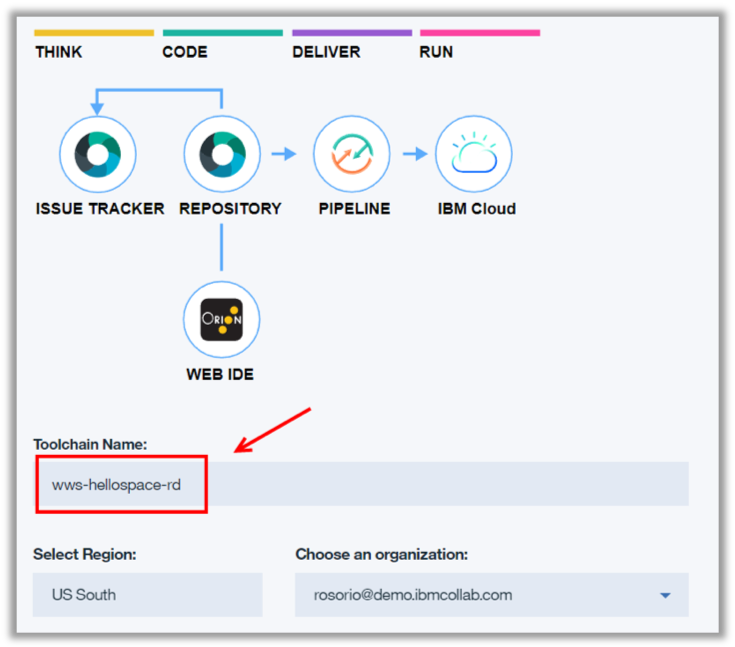 THINK CODE DELIVER RUN
ISSUE TRACKER REPOSITORY PIPELINE IBM Cloud
ORION
WEB IDE
Toolchain Name:
wws-hellospace-rd
Select Region: Choose an organization:
US South rosorio@demo.ibmcollab.com